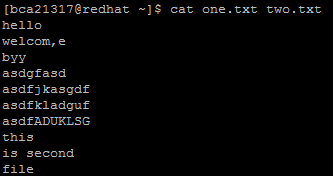 [bca21317@redhat ~]$ cat one.txt two.txt
hello
welcom,e
byy
asdgfasd
asdfjkasgdf
asdfkladguf
asdfADUKLSG
this
is second
file